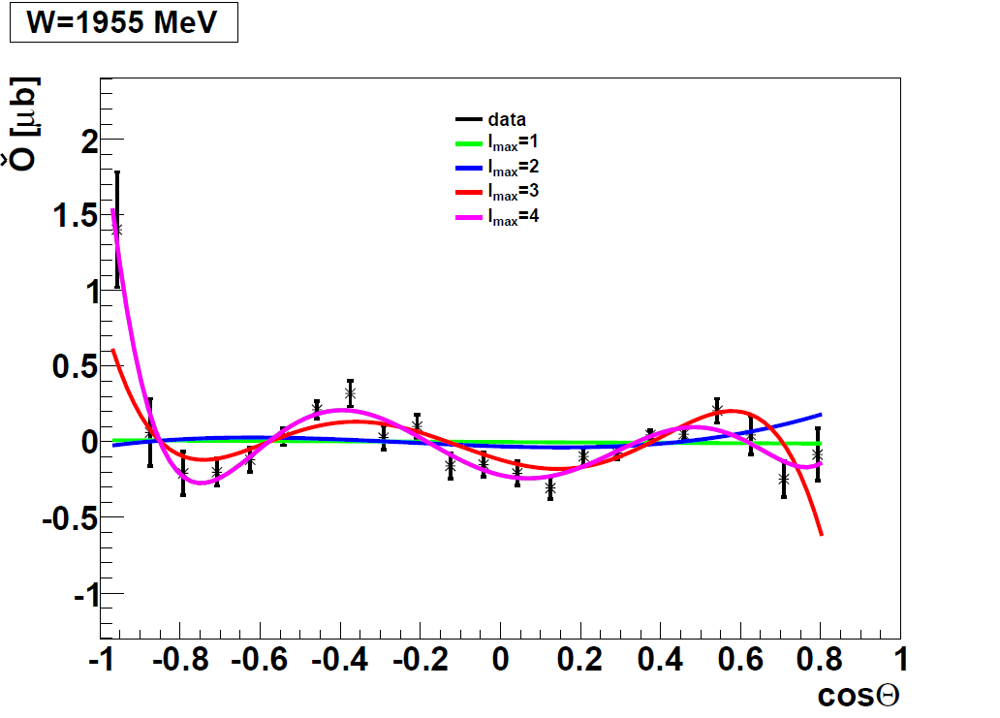 W=1955 MeV
Ǒ [μb]
data
lmax=1
lmax=2
lmax=3
lmax=4
2
1.5
1
0.5
0
-0.5
-1
-1 -0.8 -0.6 -0.4 -0.2 0 0.2 0.4 0.6 0.8 1
cosΘ